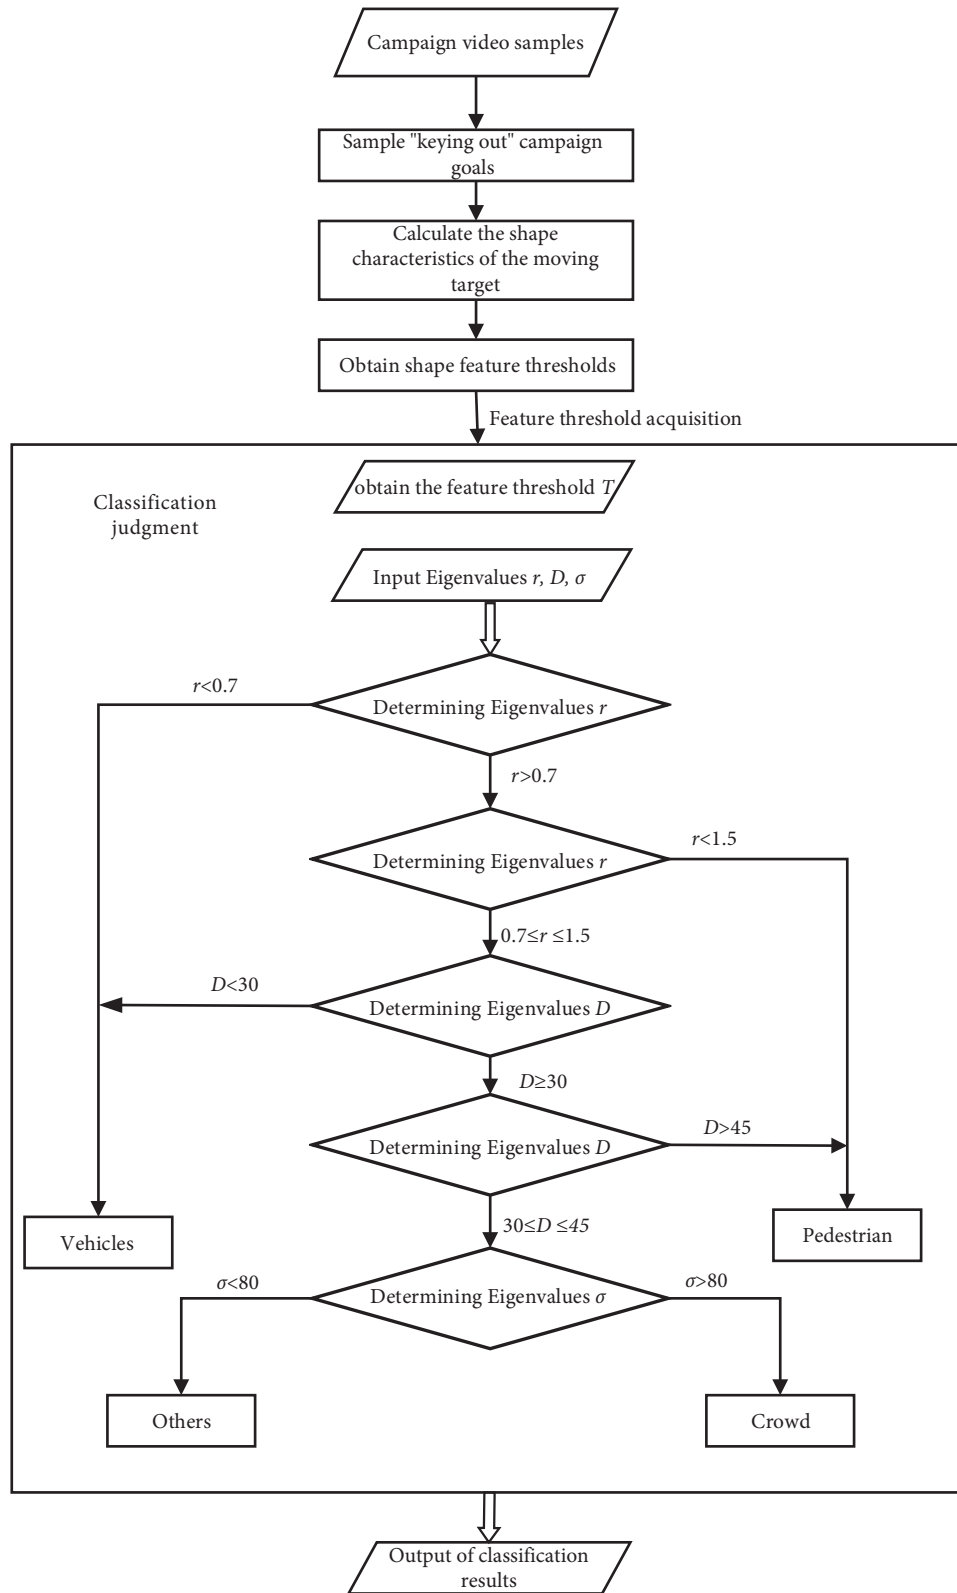 Campaign video samples
Sample "keying out" campaign
goals
Calculate the shape
characteristics of the moving
target
Obtain shape feature thresholds
Feature threshold acquisition
obtain the feature threshold T
Classification
judgment
Input Eigenvalues r, D, σ
r<0.7
Determining Eigenvalues r
r>0.7
r<1.5
Determining Eigenvalues r
0.7≤r ≤1.5
D<30
Determining Eigenvalues D
D≥30
D>45
Determining Eigenvalues D
30≤D ≤45
Vehicles
Pedestrian
σ<80
σ>80
Determining Eigenvalues σ
Others
Crowd
Output of classification
results